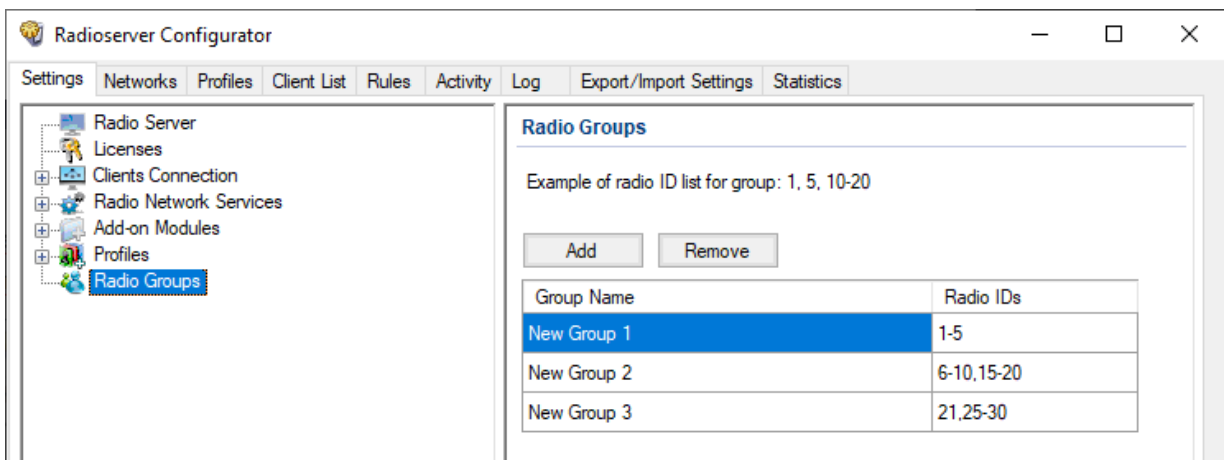 Radioserver Configurator
Settings Networks Profiles Client List Rules Activity Log Export/Import Settings Statistics
Radio Server
Licenses
Clients Connection
Radio Network Services
Add-on Modules
Profiles
Radio Groups
Radio Groups
Example of radio ID list for group: 1, 5, 10-20
Add Remove
Group Name Radio IDs
New Group 1 1-5
New Group 2 6-10,15-20
New Group 3 21,25-30